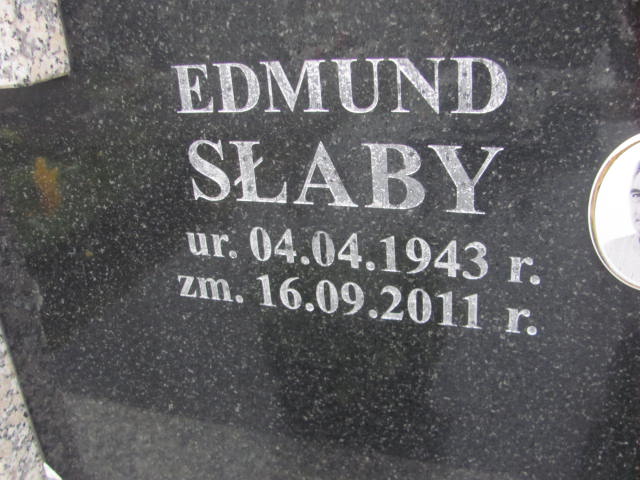 EDMUND
SŁABY
ur. 04.04.1943 r.
zm. 16.09.2011 r.